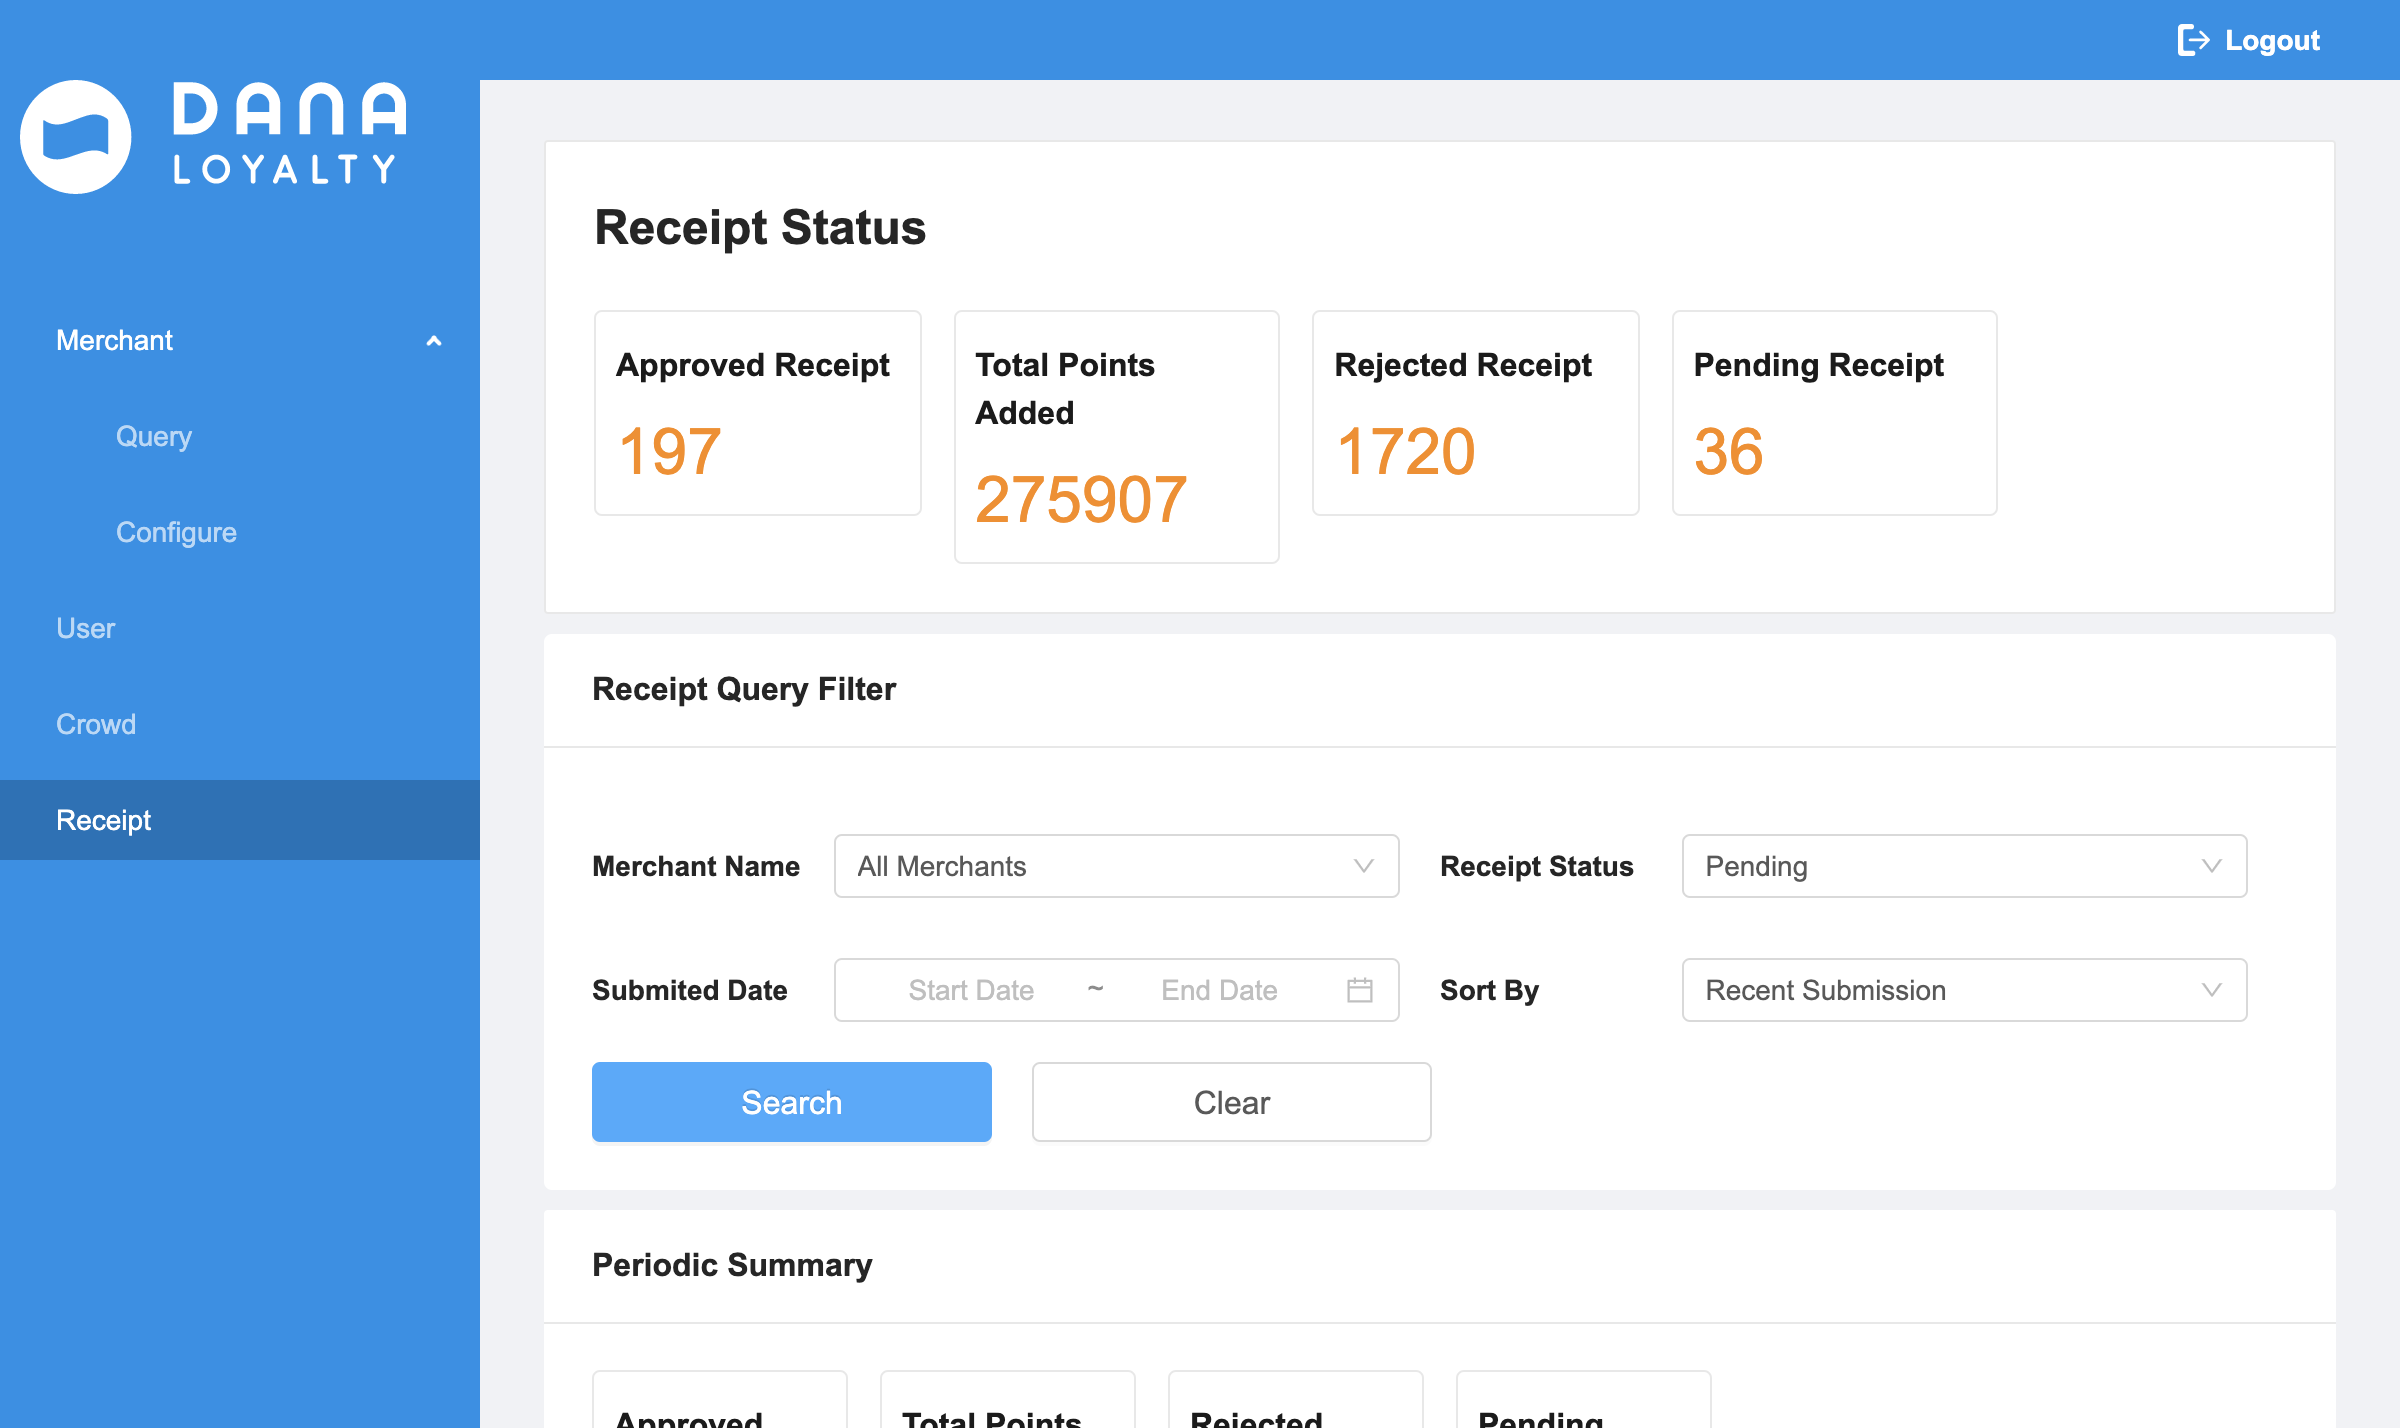 Logout
DANA
LOYALTY
Merchant
Query
Configure
User
Crowd
Receipt
Receipt Status
Approved Receipt
197
Total Points
Added
275907
Rejected Receipt
1720
Pending Receipt
36
Receipt Query Filter
Merchant Name
All Merchants
Receipt Status
Pending
Submited Date
Start Date ~ End Date
Sort By
Recent Submission
Search
Clear
Periodic Summary
Approved
Total Points
Rejected
Pending